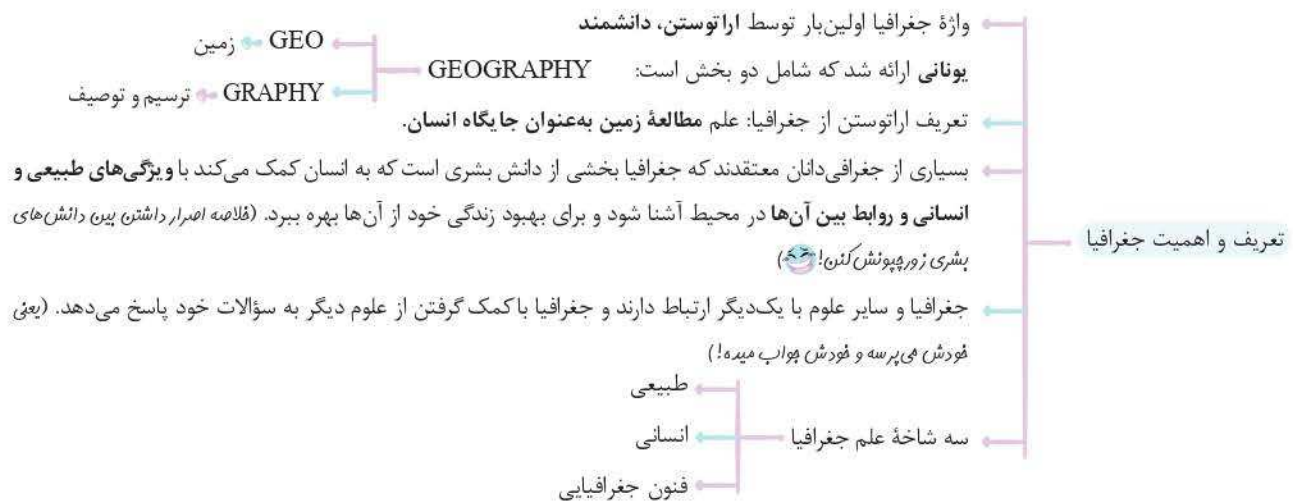 تعریف و اهمیت جغرافیا
واژهٔ جغرافیا اولین‌بار توسط اراتوستن، دانشمند
یونانی ارائه شد که شامل دو بخش است: GEOGRAPHY
GEO زمین
GRAPHY ترسیم و توصیف
تعریف اراتوستن از جغرافیا: علم مطالعهٔ زمین به‌عنوان جایگاه انسان.
بسیاری از جغرافی‌دانان معتقدند که جغرافیا بخشی از دانش بشری است که به انسان کمک می‌کند با ویژگی‌های طبیعی و
انسانی و روابط بین آن‌ها در محیط آشنا شود و برای بهبود زندگی خود از آن‌ها بهره ببرد. (خلاصه اصرار داشتن بین دانش‌های
بشری زورچپونش کنن!)
جغرافیا و سایر علوم با یک‌دیگر ارتباط دارند و جغرافیا با کمک گرفتن از علوم دیگر به سؤالات خود پاسخ می‌دهد. (یعنی
خودش می‌پرسه و خودش جواب میده!)
سه شاخهٔ علم جغرافیا
طبیعی
انسانی
فنون جغرافیایی